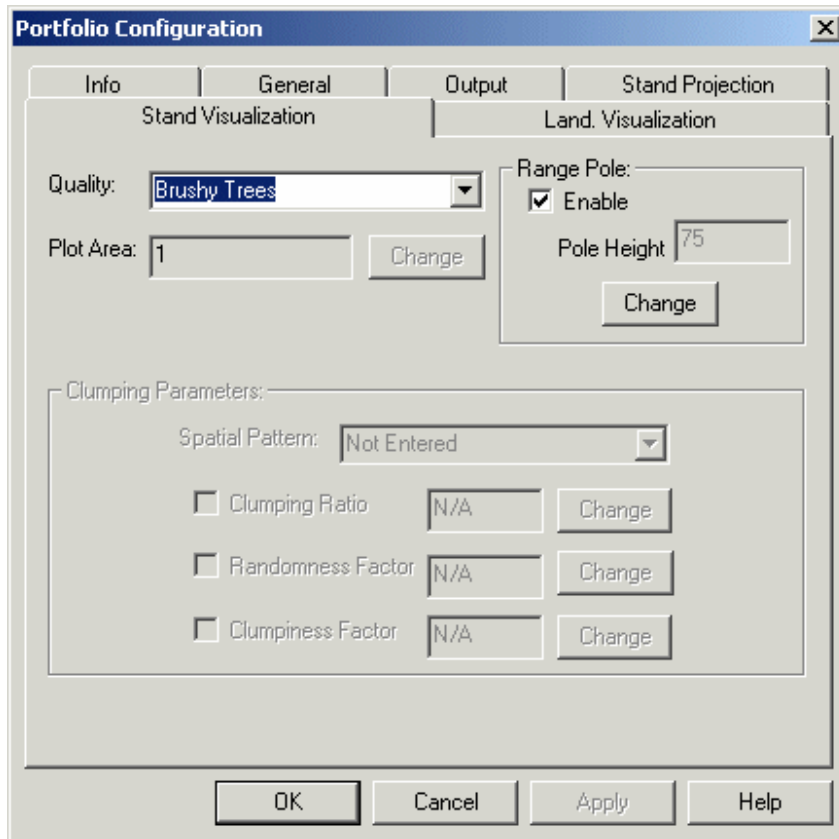 Portfolio Configuration
Info General Output Stand Projection
Stand Visualization Land. Visualization
Quality: Brushy Trees
Plot Area: 1 Change
Range Pole:
Enable
Pole Height 75
Change
Clumping Parameters:
Spatial Pattern: Not Entered
Clumping Ratio N/A Change
Randomness Factor N/A Change
Clumpiness Factor N/A Change
OK Cancel Apply Help